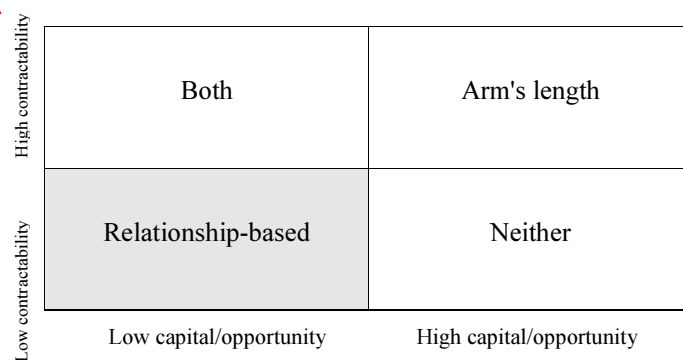 High contractability
Both
Arm's length
Low contractability
Relationship-based
Neither
Low capital/opportunity
High capital/opportunity